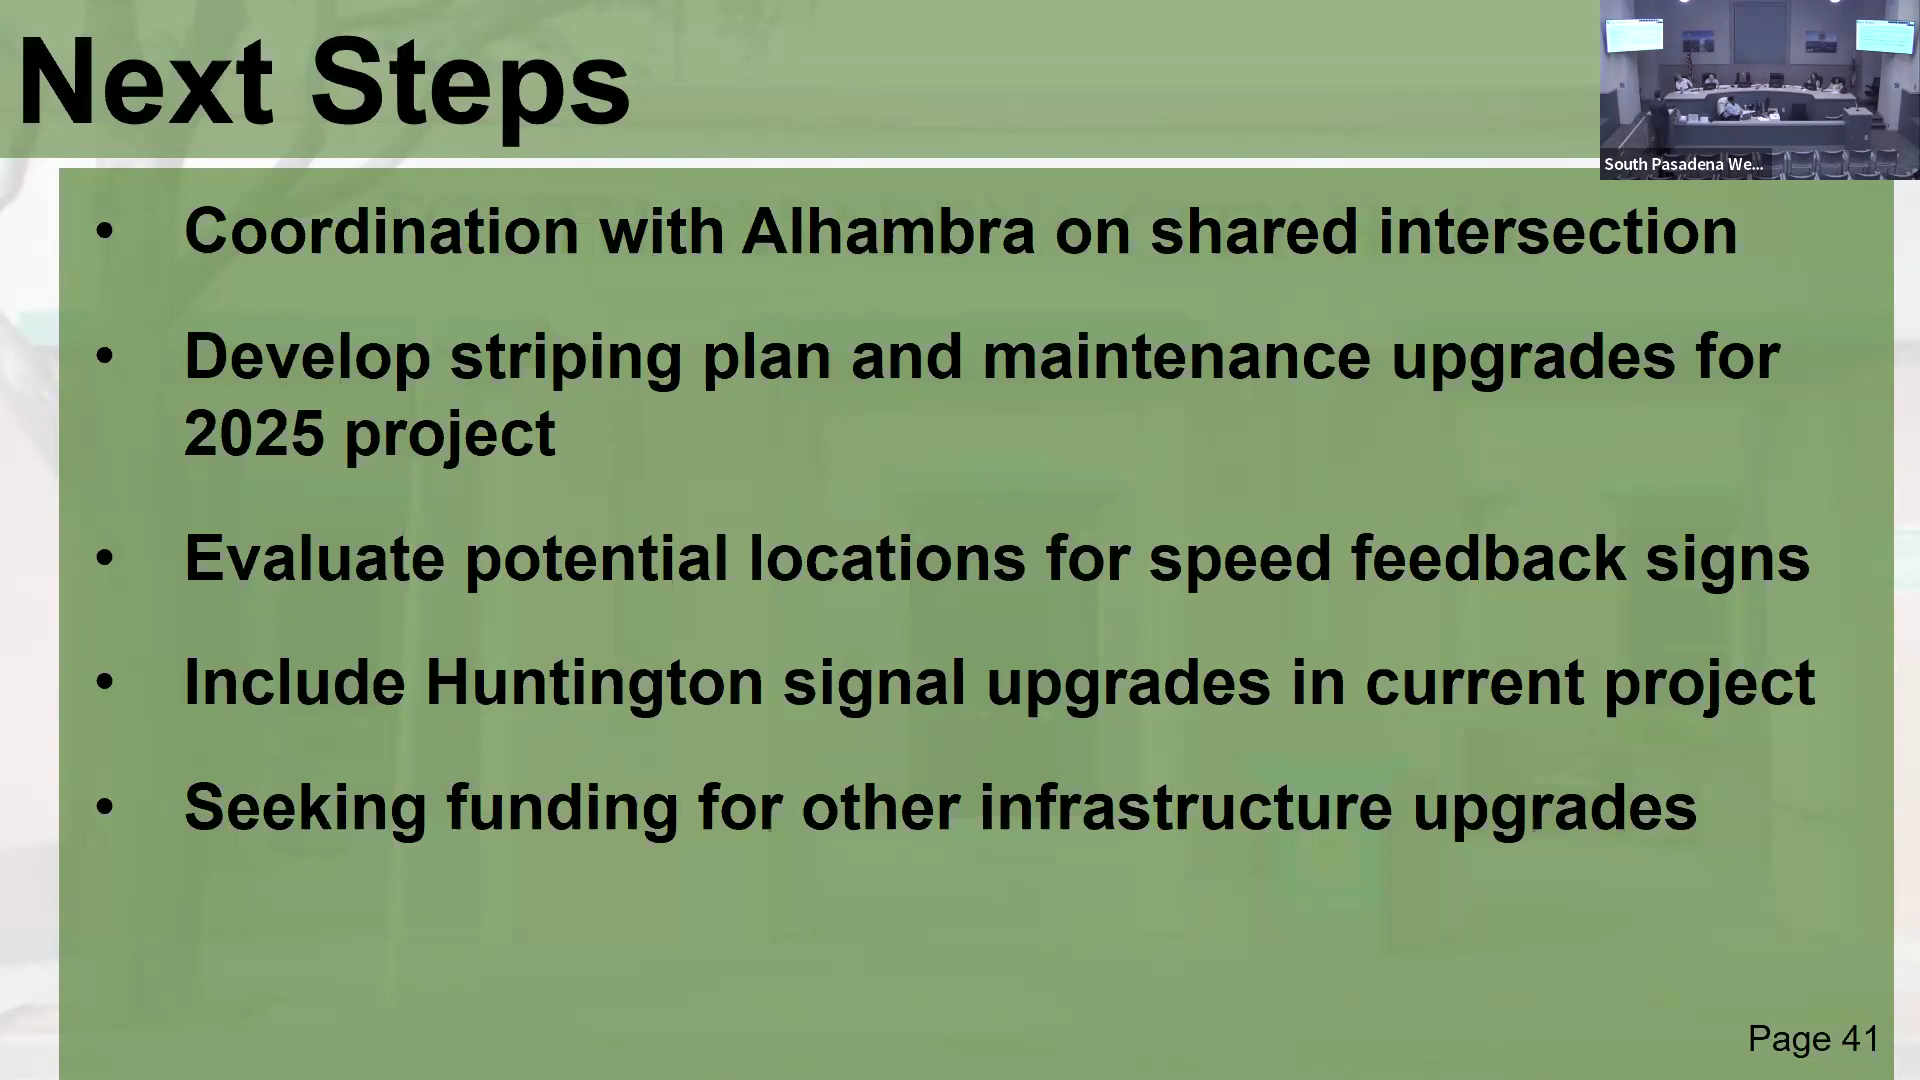 Next Steps
South Pasadena We...
• Coordination with Alhambra on shared intersection
• Develop striping plan and maintenance upgrades for
2025 project
• Evaluate potential locations for speed feedback signs
• Include Huntington signal upgrades in current project
• Seeking funding for other infrastructure upgrades
Page 41